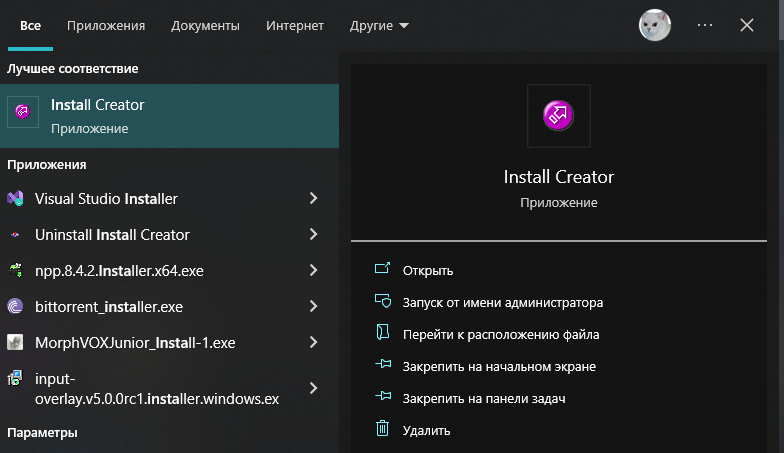 Все Приложения Документы Интернет Другие
Лучшее соответствие
Install Creator
Приложение
Приложения
Visual Studio Installer
Uninstall Install Creator
npp.8.4.2.Installer.x64.exe
bittorrent_installer.exe
MorphVOXJunior_Install-1.exe
input-
overlay.v5.0.0rc1.installer.windows.ex
Параметры
Install Creator
Приложение
Открыть
Запуск от имени администратора
Перейти к расположению файла
Закрепить на начальном экране
Закрепить на панели задач
Удалить